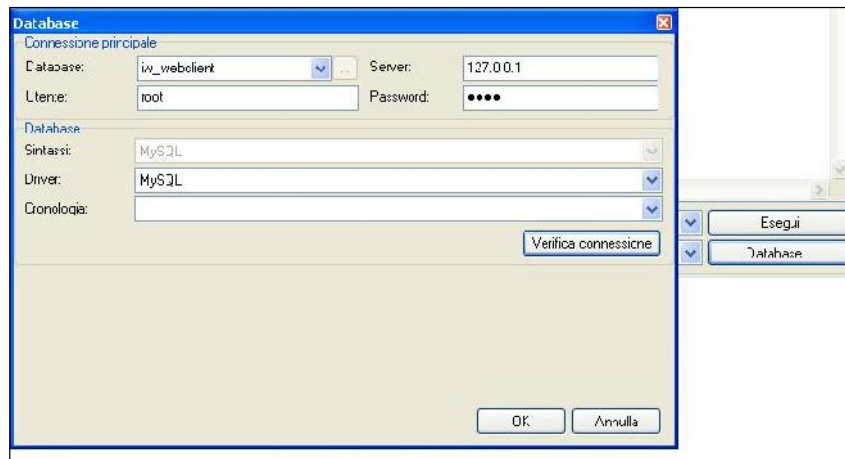 Database
Connessione principale
Database: iw_webclient ... Server: 127.0.0.1
Utente: root Password: ●●●●
Database
Sintassi: MySQL
Driver: MySQL
Cronologia:
Verifica connessione
Esegui
Database
OK Annulla